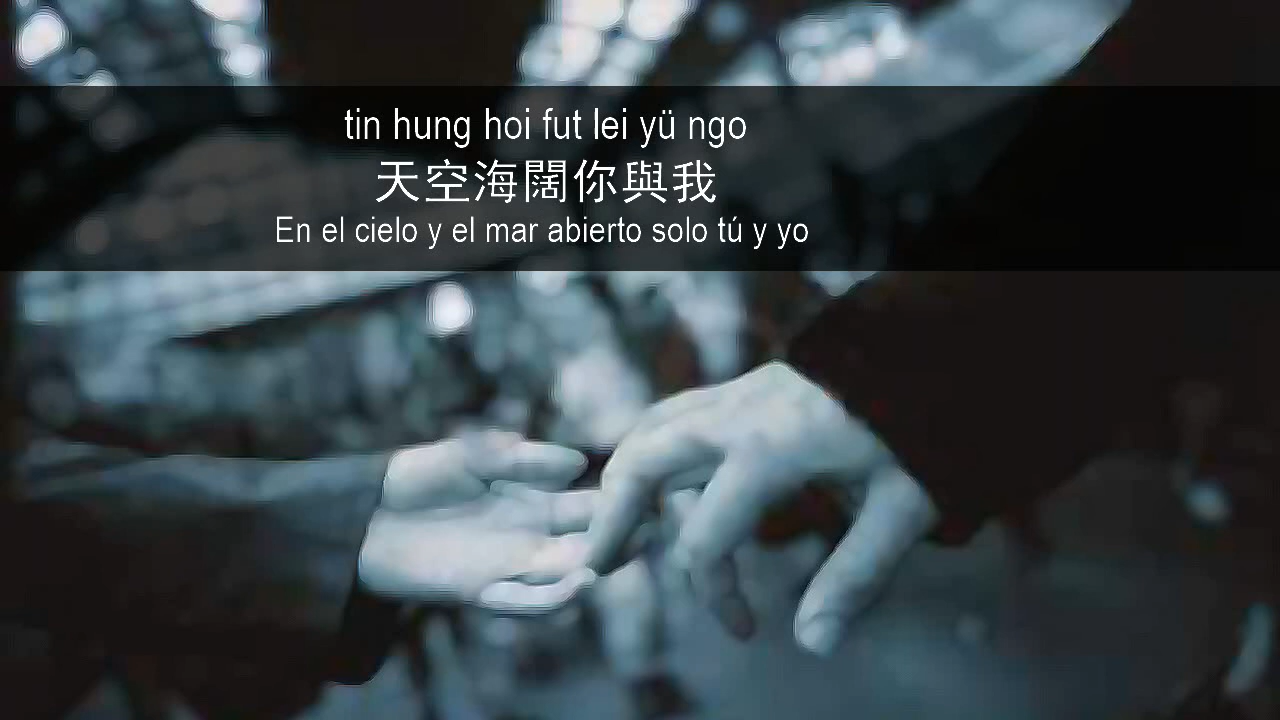 tin hung hoi fut lei yü ngo
天空海闊你與我
En el cielo y el mar abierto solo tú y yo